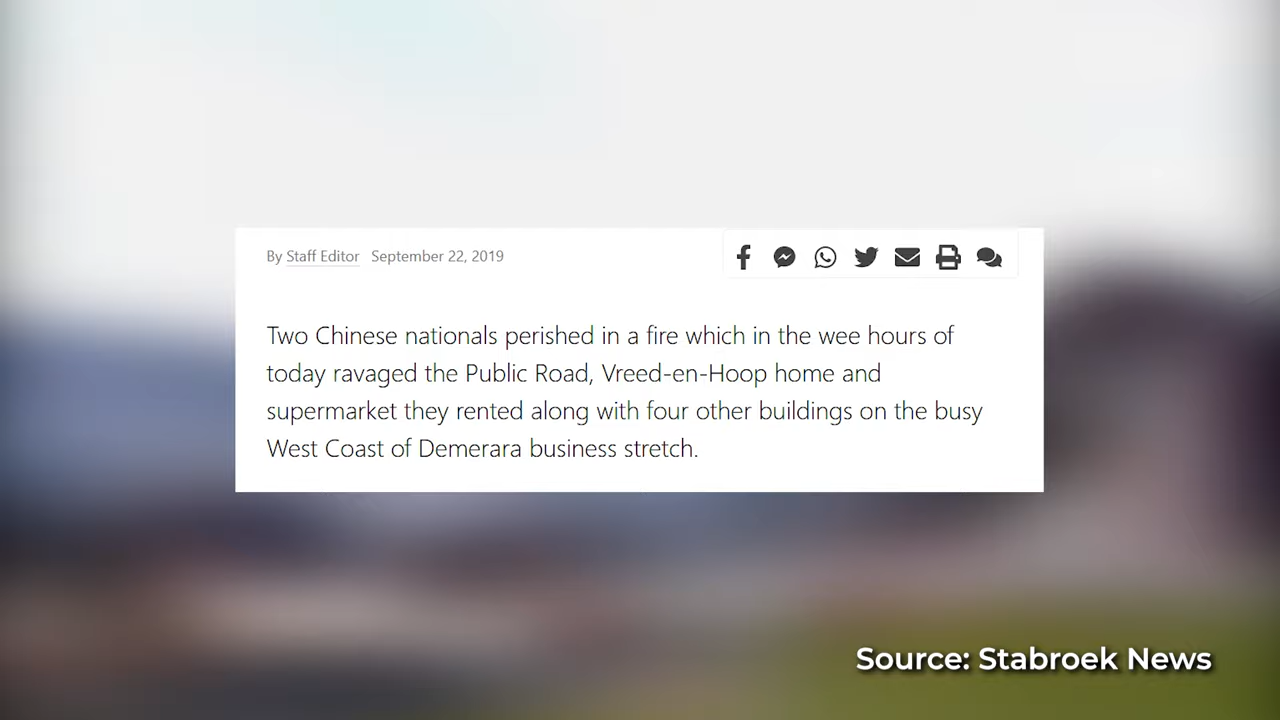 By Staff Editor September 22, 2019
Two Chinese nationals perished in a fire which in the wee hours of
today ravaged the Public Road, Vreed-en-Hoop home and
supermarket they rented along with four other buildings on the busy
West Coast of Demerara business stretch.
Source: Stabroek News